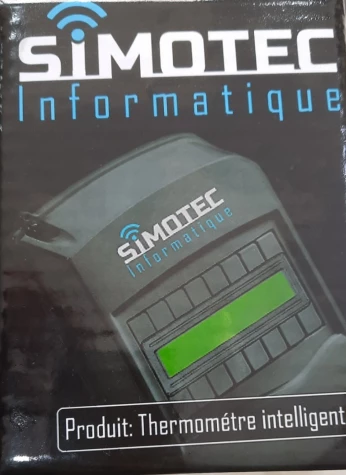 SIMOTEC
Informatique
SIMOTEC
Informatique
Produit: Thermométre intelligent